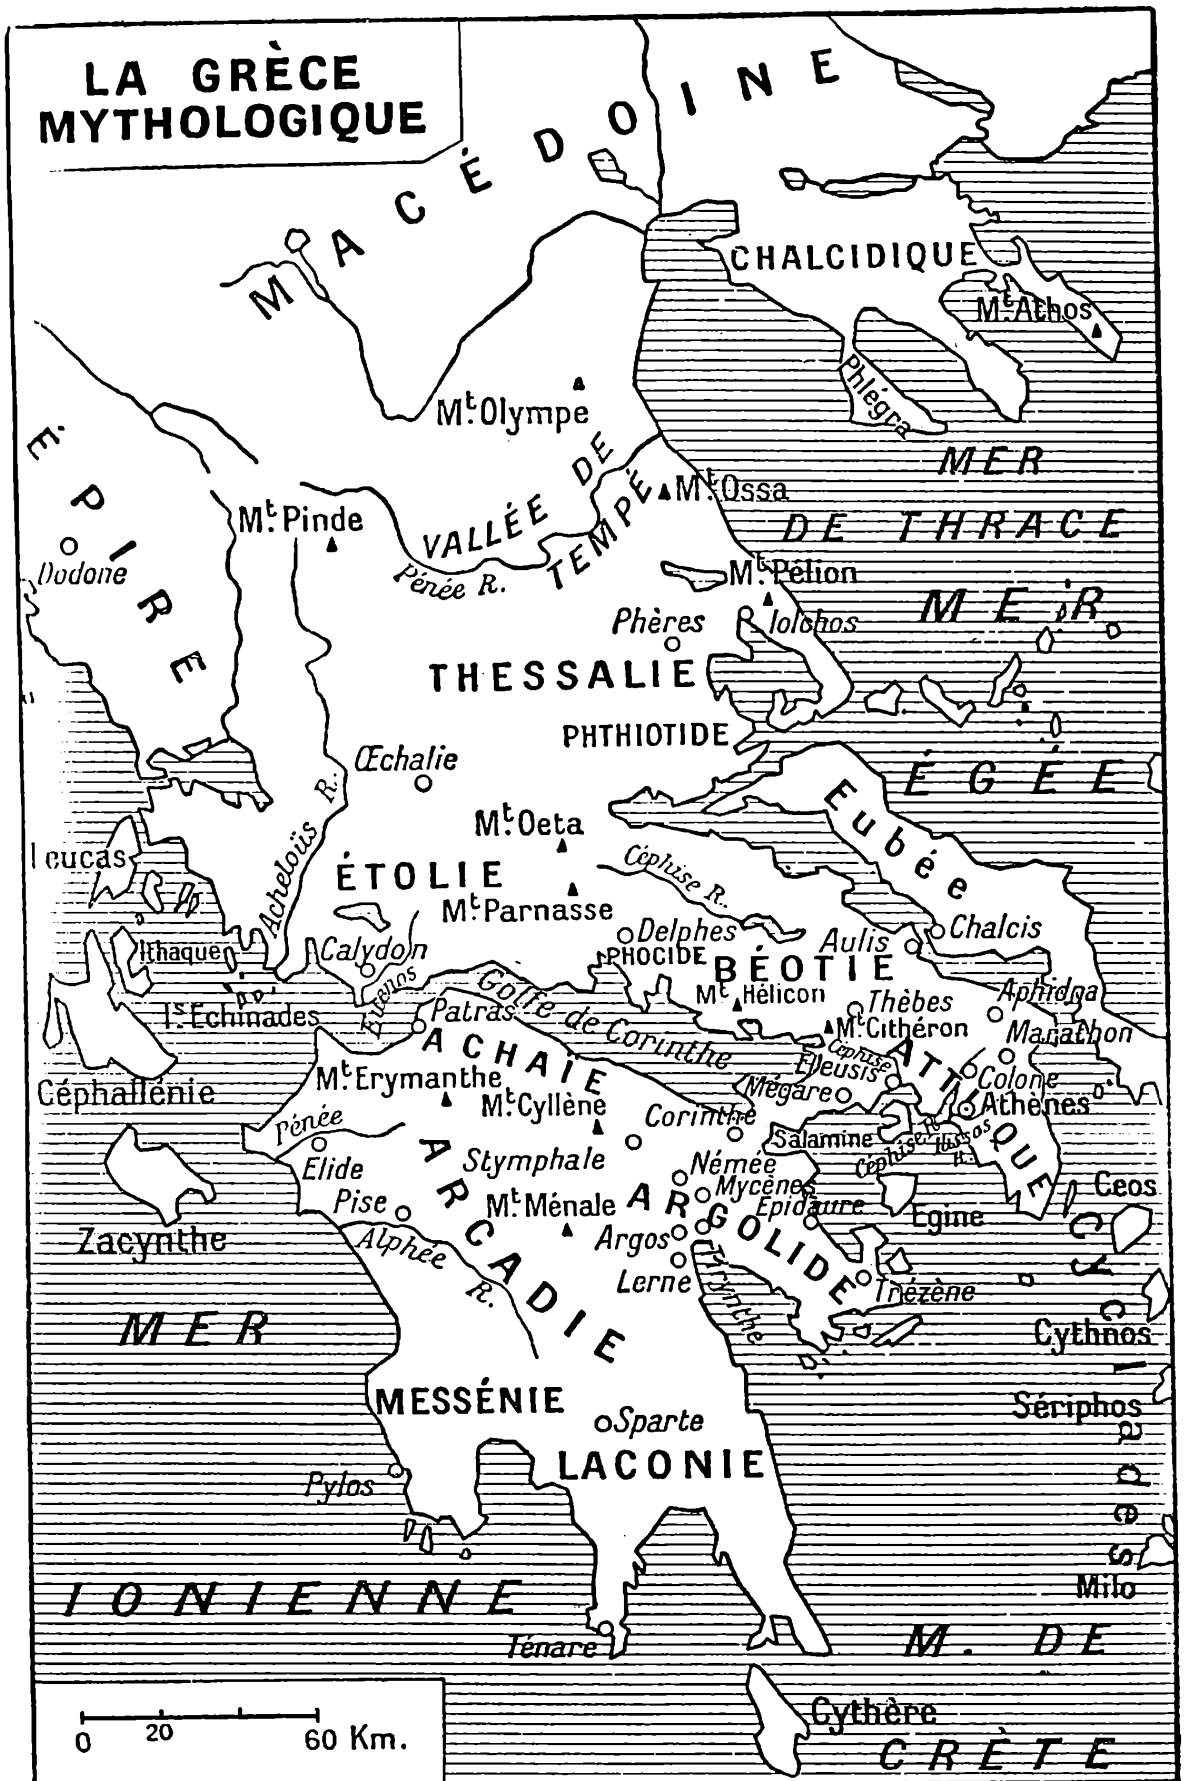 LA GRÈCE
MYTHOLOGIQUE
MACÉDOINE
CHALCIDIQUE
Mt. Athos
Phlégra
Mt. Olympe
ÉPIRE
VALLÉE DE
TEMPÉ
Mt. Ossa
MER
DE THRACE
Mt. Pinde
Dodone
Pénée R.
Mt. Pélion
MER
Phères
Iolchos
THESSALIE
PHTHIOTIDE
ÉGÉE
Œchalie
Eubée
Mt. Oeta
Leucas
Acheloüs R.
ÉTOLIE
Céphise R.
Mt. Parnasse
Delphes
Aulis
Chalcis
Ithaque
Calydon
PHOCIDE
BÉOTIE
Evenos
Golfe de Corinthe
Mt. Hélicon
Thèbes
Aphidna
Is Echinades
Patras
Mt. Cithéron
Marathon
ACHAÏE
Céphise
ATTIQUE
Eleusis
Colone
Céphallénie
Mt. Erymanthe
Mt. Cyllène
Mégare
Athènes
Corinthe
Pénée
Salamine
Céphise R.
Ilissos R.
Elide
Stymphale
Némée
ARCADIE
Mycènes
Ceos
Pise
Mt. Ménale
ARGOLIDE
Epidaure
Egine
Cyclades
Zacynthe
Alphée R.
Argos
Lerne
Tirynthe
Trézène
MER
Cythnos
MESSÉNIE
Sériphos
Sparte
LACONIE
Pylos
IONIENNE
Milo
Ténare
M. DE
Cythère
CRÈTE
0 20 60 Km.